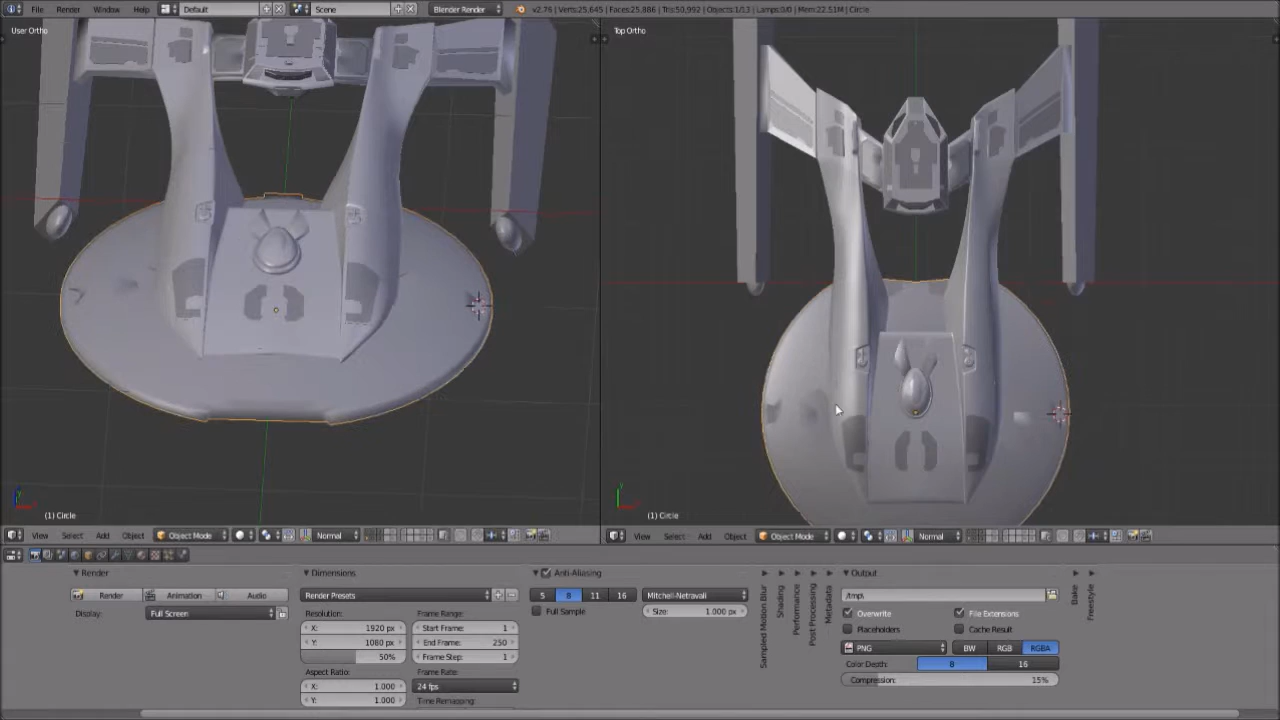 File Render Window Help Default Scene Blender Render v2.76 | Verts:25,645 | Faces:25,886 | Tris:50,992 | Objects:1/13 | Lamps:0/0 | Mem:22.51M | Circle
User Ortho
Top Ortho
(1) Circle
(1) Circle
View Select Add Object Object Mode Normal
View Select Add Object Object Mode Normal
Render
Render Animation Audio
Display: Full Screen
Dimensions
Render Presets
Resolution:
X: 1920 px
Y: 1080 px
50%
Aspect Ratio:
X: 1.000
Y: 1.000
Frame Range:
Start Frame: 1
End Frame: 250
Frame Step: 1
Frame Rate:
24 fps
Time Remapping:
Anti-Aliasing
5 8 11 16
Full Sample
Mitchell-Netravali
Size: 1.000 px
Sampled Motion Blur
Shading
Performance
Post Processing
Metadata
Output
/tmp\
Overwrite
File Extensions
Placeholders
Cache Result
PNG BW RGB RGBA
Color Depth: 8 16
Compression: 15%
Bake
Freestyle